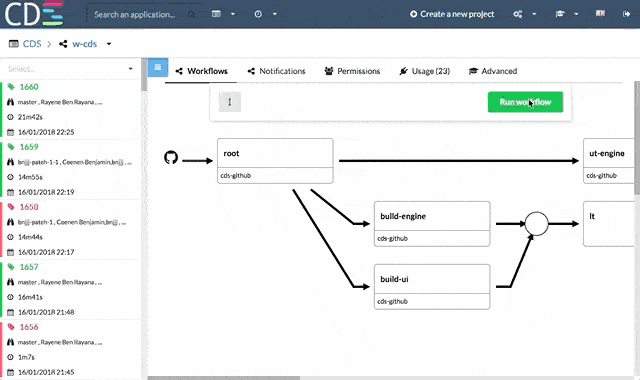 CDS
Search an application...
Create a new project
CDS
w-cds
Select...
Workflows
Notifications
Permissions
Usage (23)
Advanced
Run workflow
1660
master , Rayene Ben Rayana , ...
21m42s
16/01/2018 22:25
1659
bnjjj-patch-1-1 , Coenen Benjamin,bnjjj , ...
14m55s
16/01/2018 22:19
1658
bnjjj-patch-1 , Coenen Benjamin,bnjjj , ...
14m44s
16/01/2018 22:17
1657
master , Rayene Ben Rayana , ...
16m41s
16/01/2018 21:48
1656
master , Rayene Ben Rayana , ...
1m7s
16/01/2018 21:45
root
cds-github
ut-engine
cds-github
build-engine
cds-github
lt
build-ui
cds-github